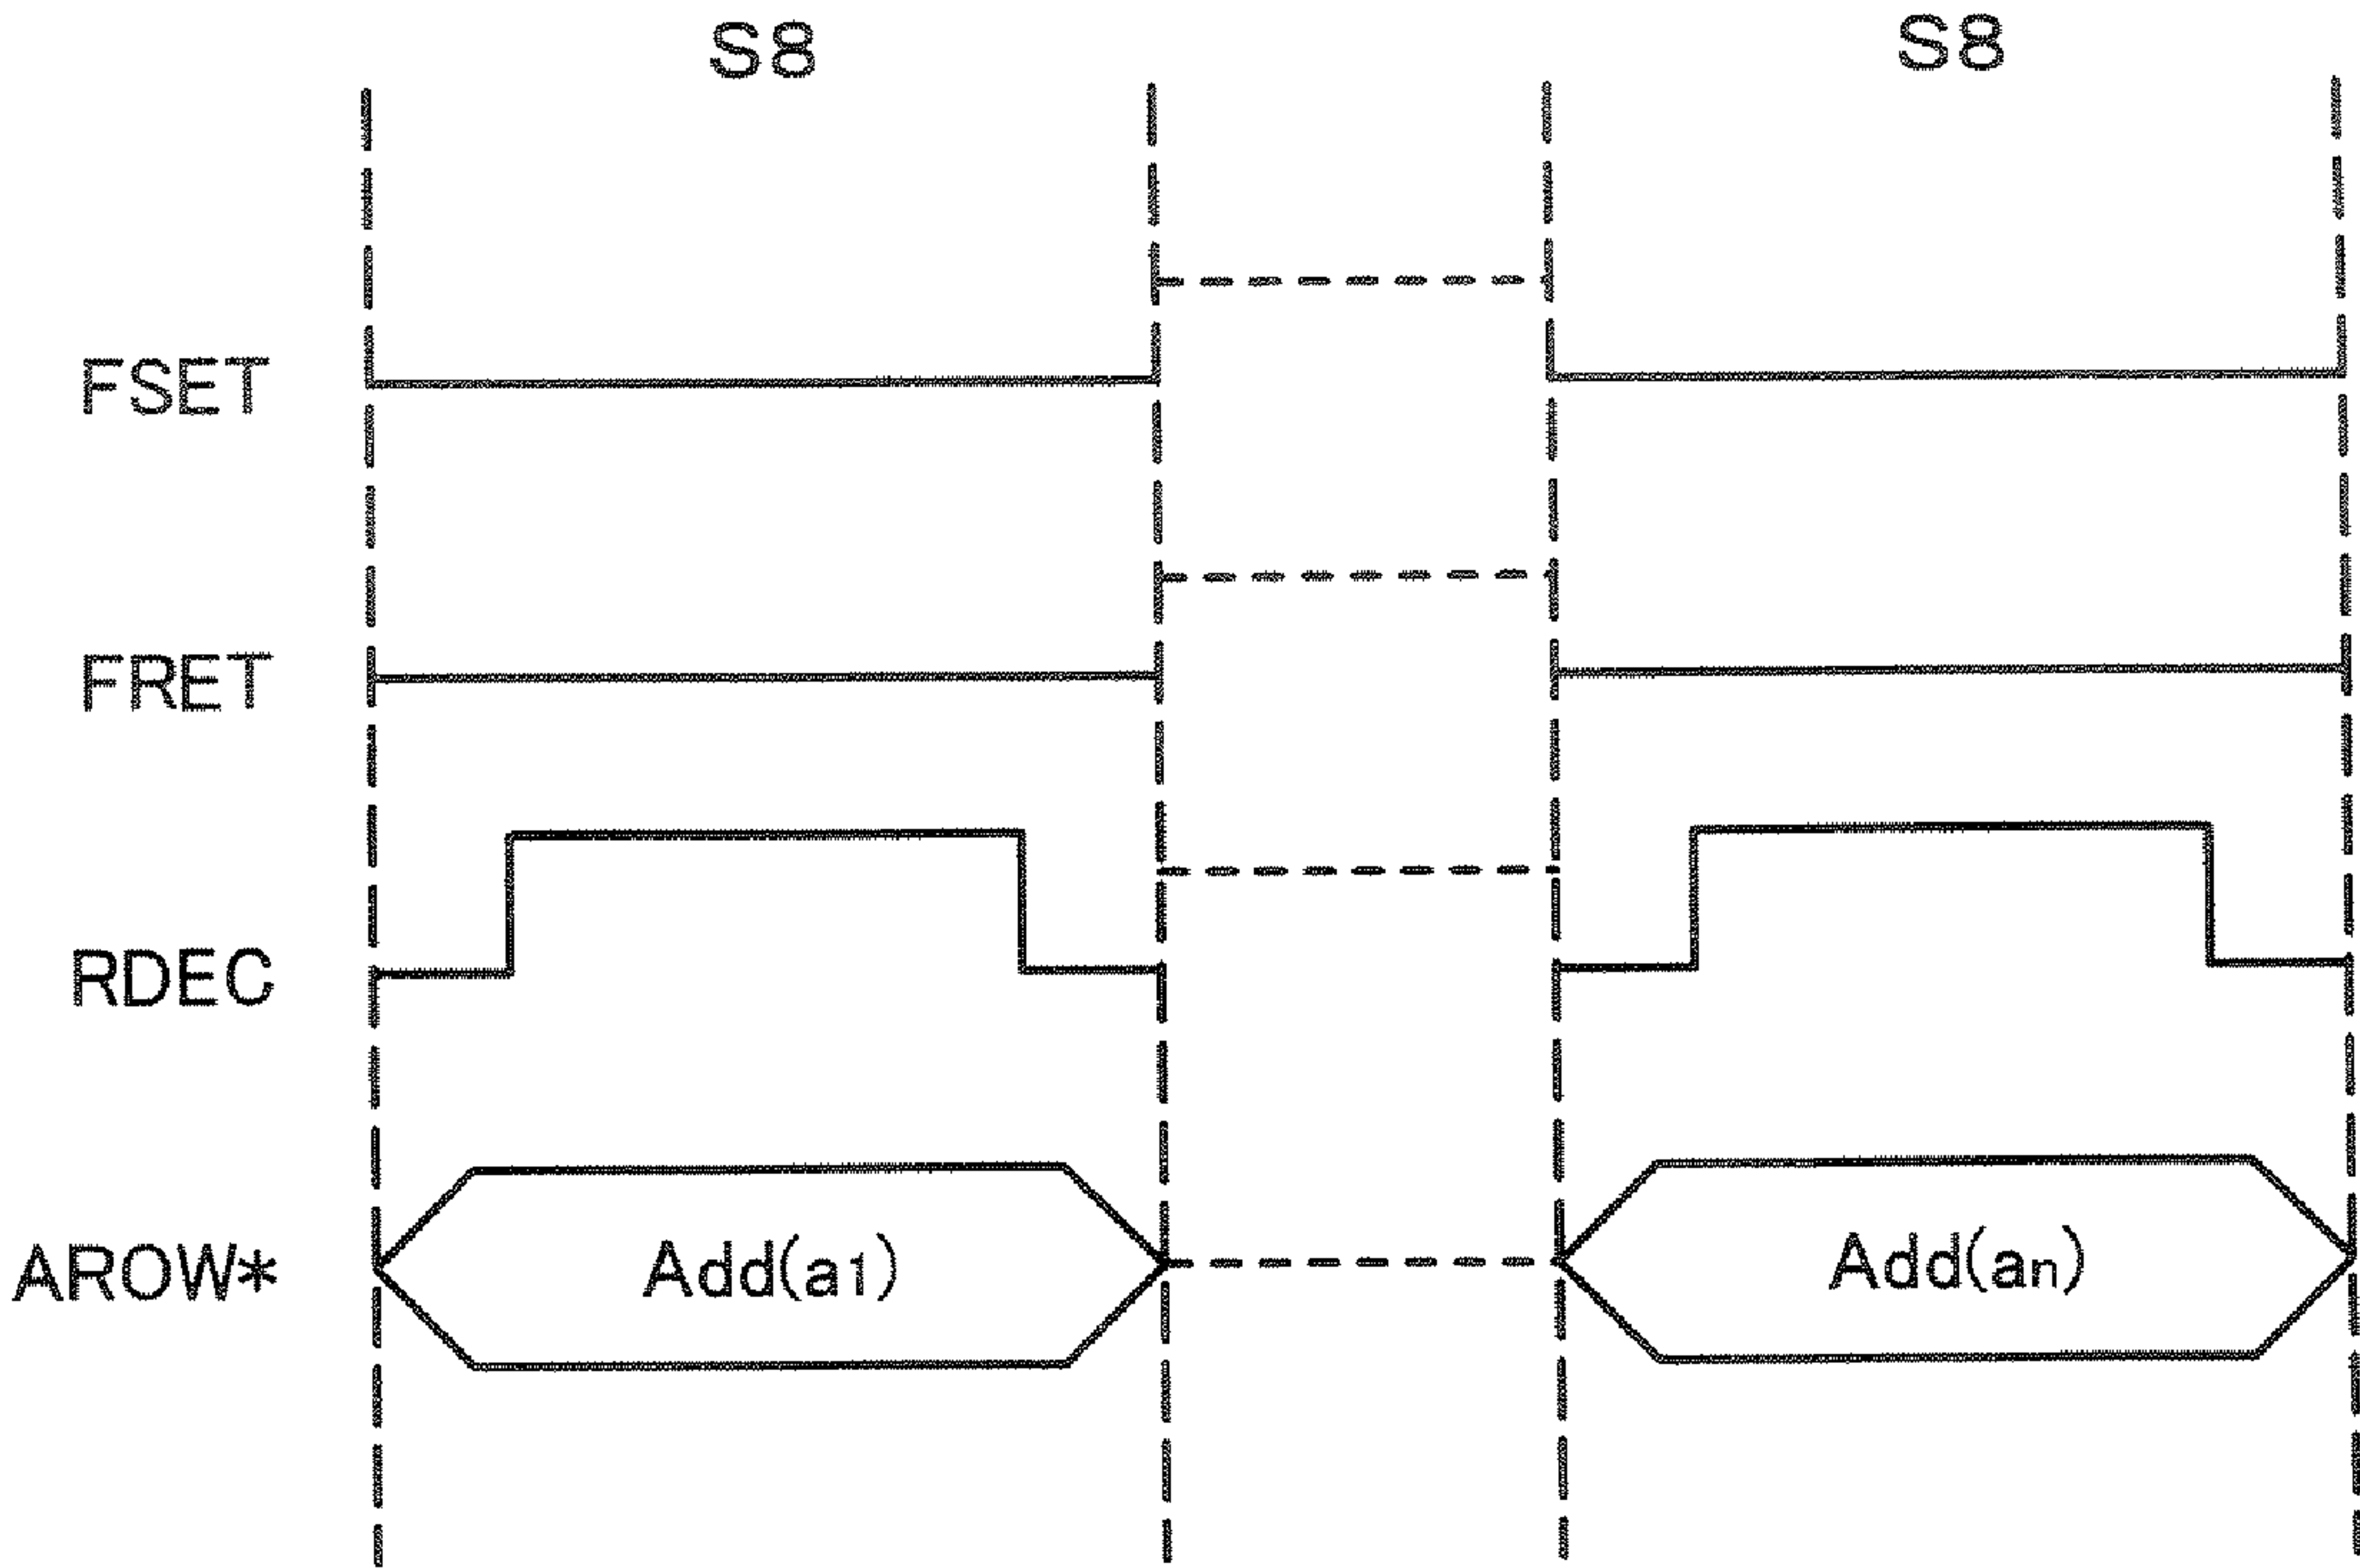 S8 S8
FSET
FRET
RDEC
AROW* Add(a1) Add(an)